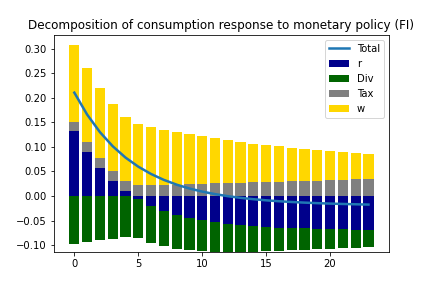 Decomposition of consumption response to monetary policy (FI)
Total
r
Div
Tax
w
0.30
0.25
0.20
0.15
0.10
0.05
0.00
−0.05
−0.10
0 5 10 15 20